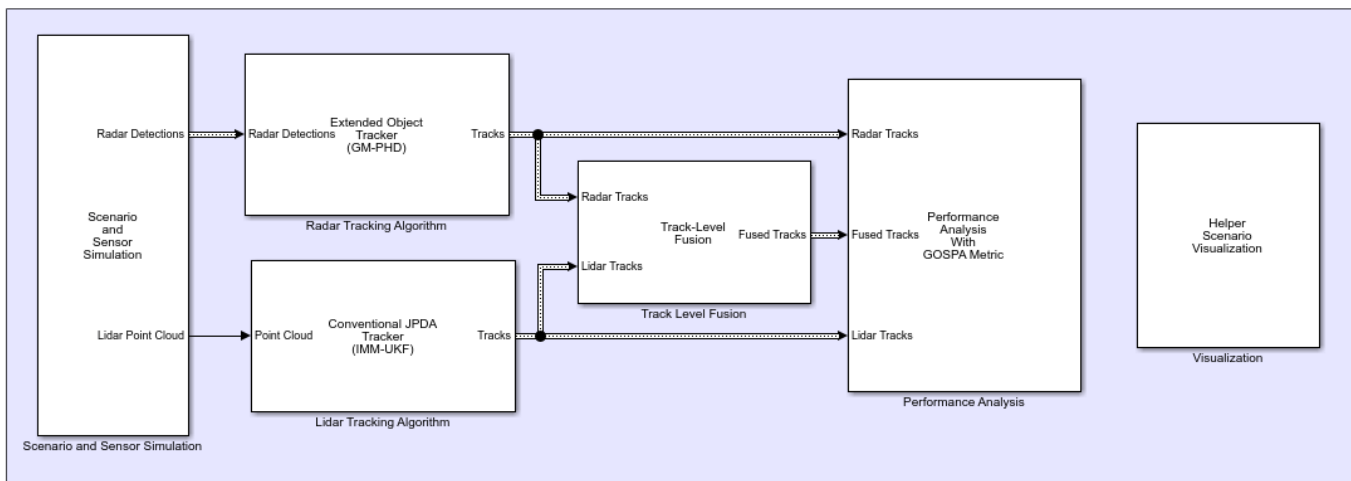 Scenario
and
Sensor
Simulation
Radar Detections
Lidar Point Cloud
Scenario and Sensor Simulation
Radar Detections
Extended Object
Tracker
(GM-PHD)
Tracks
Radar Tracking Algorithm
Point Cloud
Conventional JPDA
Tracker
(IMM-UKF)
Tracks
Lidar Tracking Algorithm
Radar Tracks
Lidar Tracks
Track-Level
Fusion
Fused Tracks
Track Level Fusion
Radar Tracks
Fused Tracks
Lidar Tracks
Performance
Analysis
With
GOSPA Metric
Performance Analysis
Helper
Scenario
Visualization
Visualization